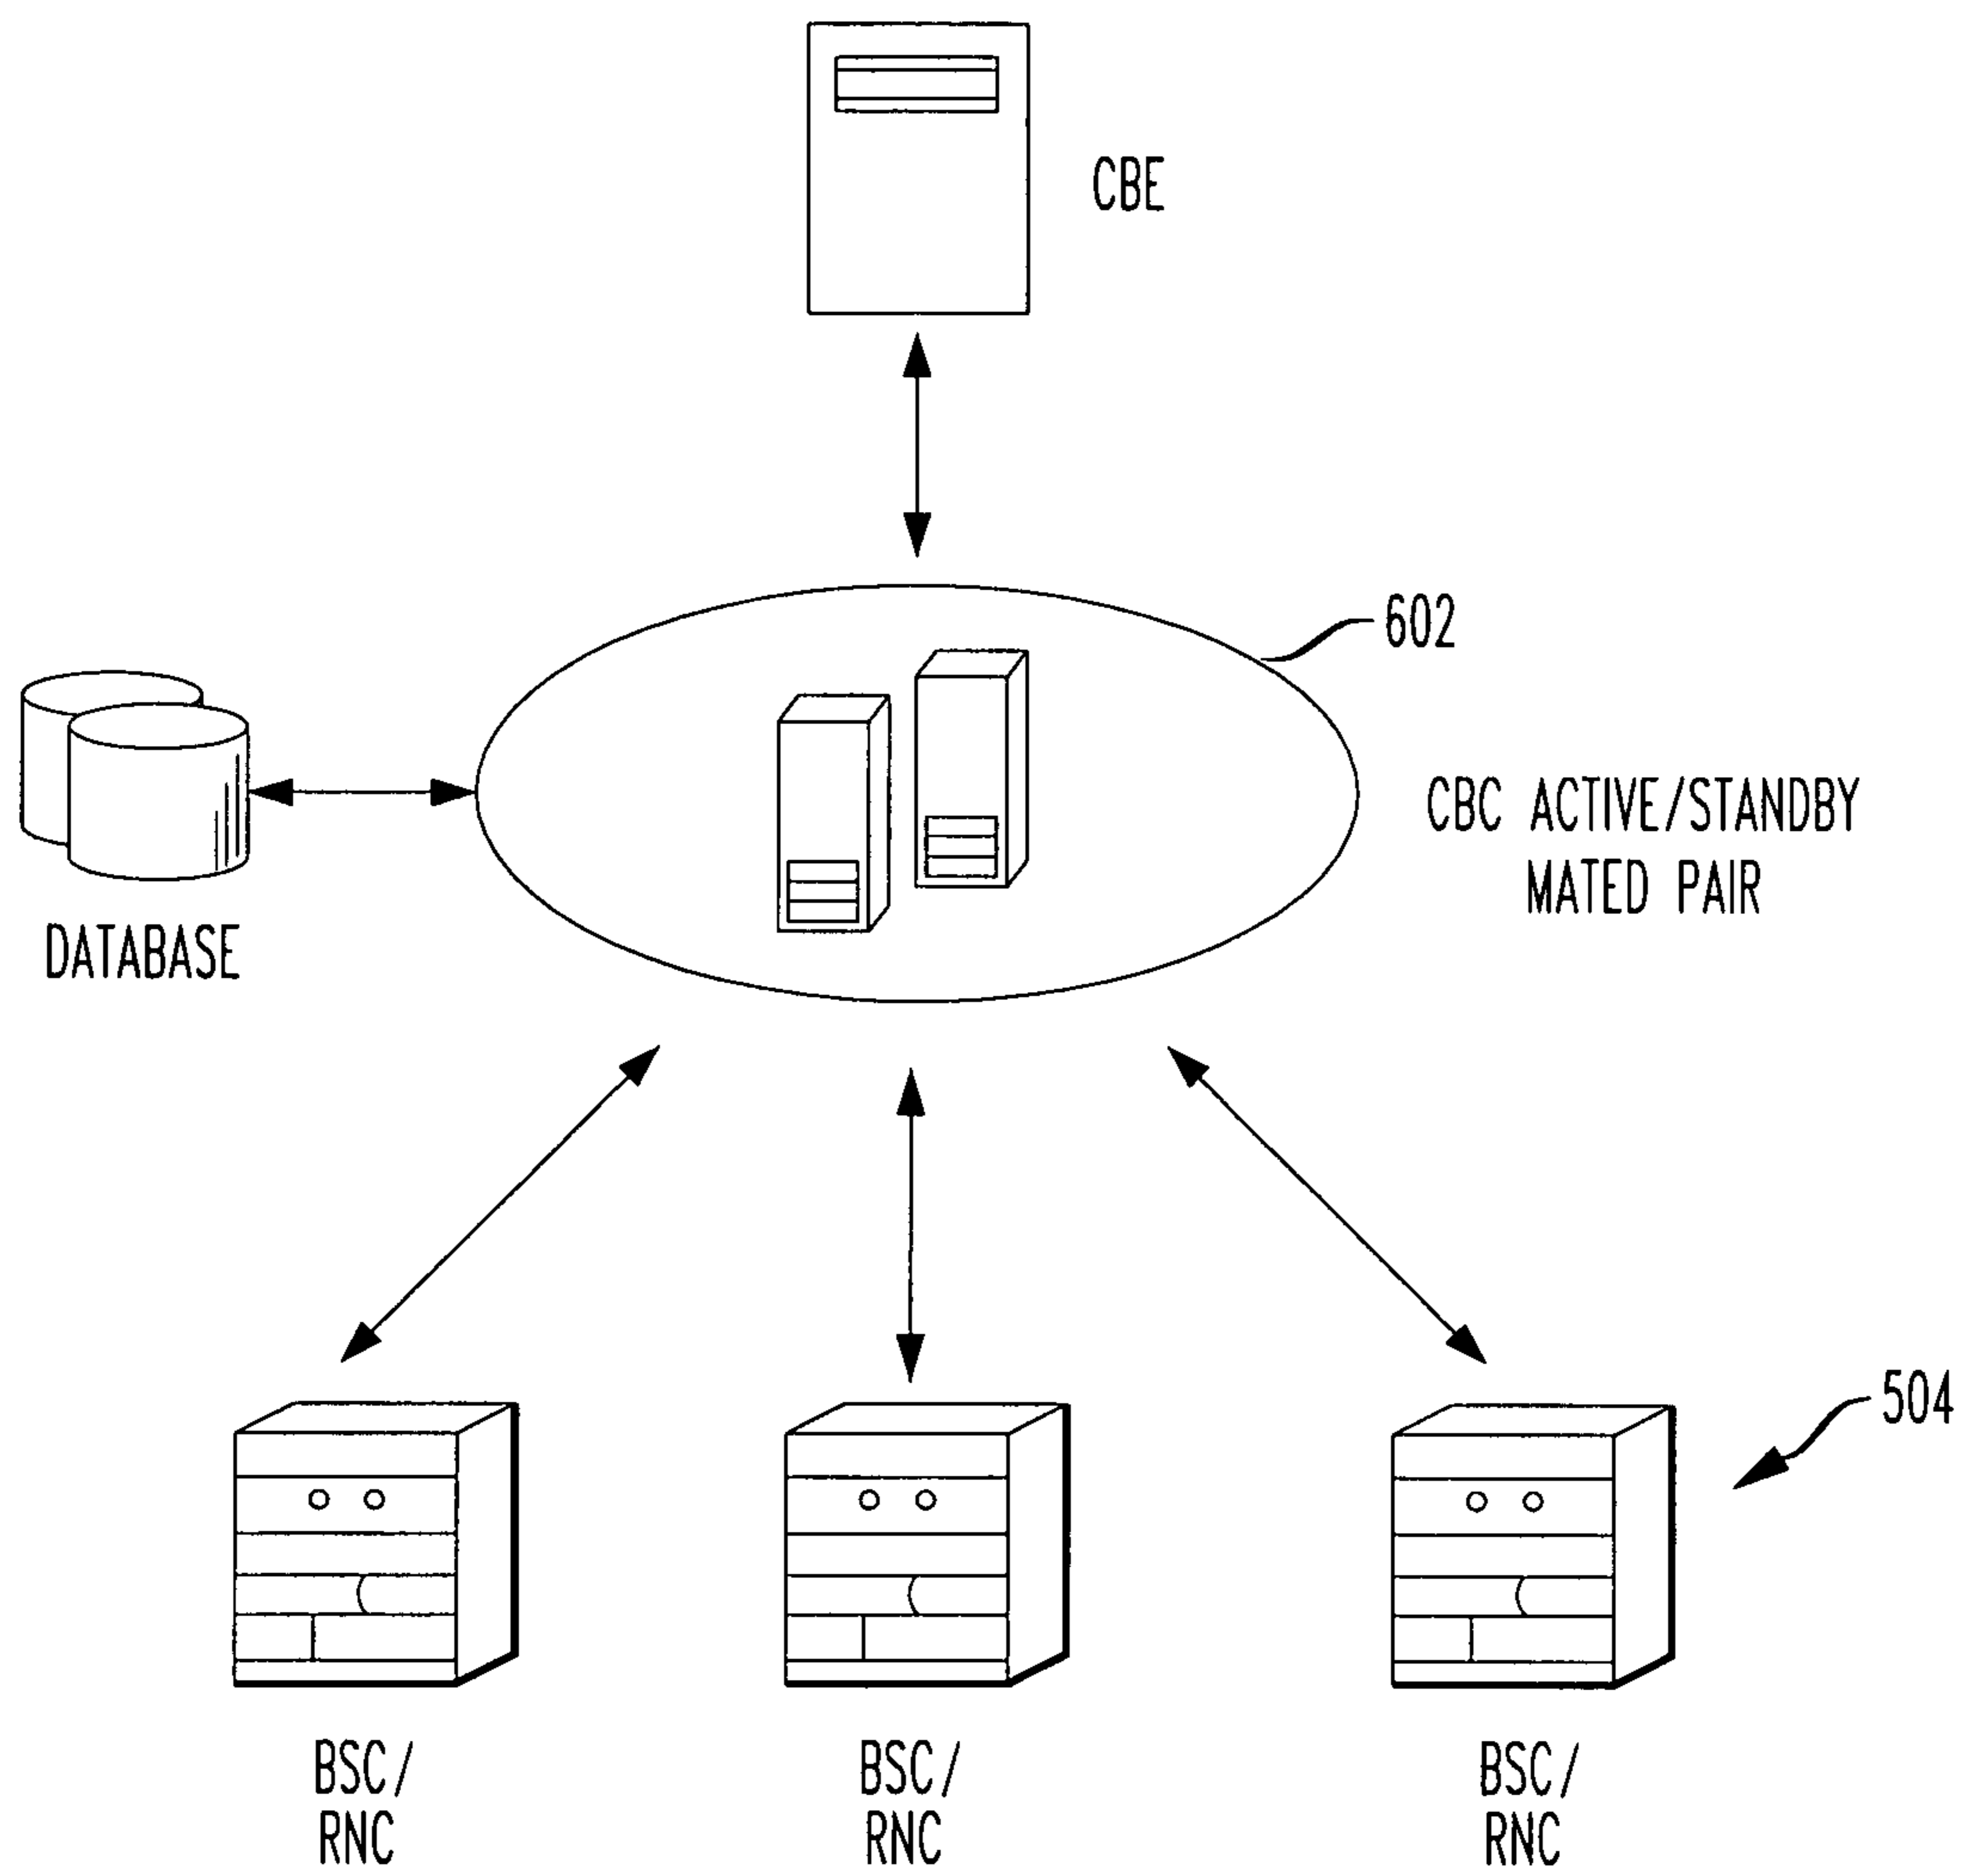 CBE
602
CBC ACTIVE/STANDBY
MATED PAIR
DATABASE
504
BSC/
RNC
BSC/
RNC
BSC/
RNC